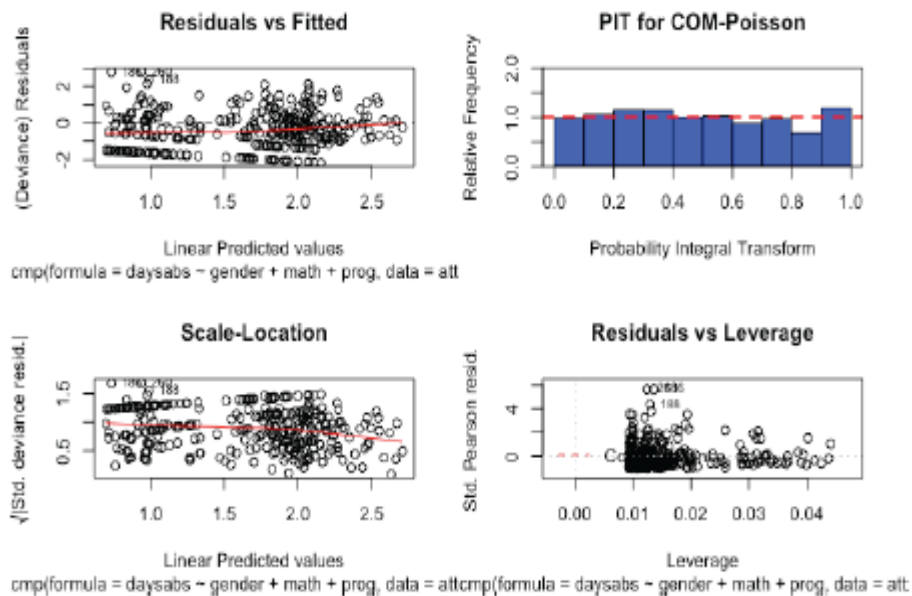 Residuals vs Fitted
(Deviance) Residuals
2
0
-2
1.0 1.5 2.0 2.5
Linear Predicted values
cmp(formula = daysabs ~ gender + math + prog, data = att
PIT for COM-Poisson
Relative Frequency
2.0
1.0
0.0
0.0 0.2 0.4 0.6 0.8 1.0
Probability Integral Transform
Scale-Location
√|Std. deviance resid.|
188
1.5
0.5
1.0 1.5 2.0 2.5
Linear Predicted values
cmp(formula = daysabs ~ gender + math + prog, data = att
Residuals vs Leverage
Std. Pearson resid.
198
4
0
0.00 0.01 0.02 0.03 0.04
Leverage
cmp(formula = daysabs ~ gender + math + prog, data = att